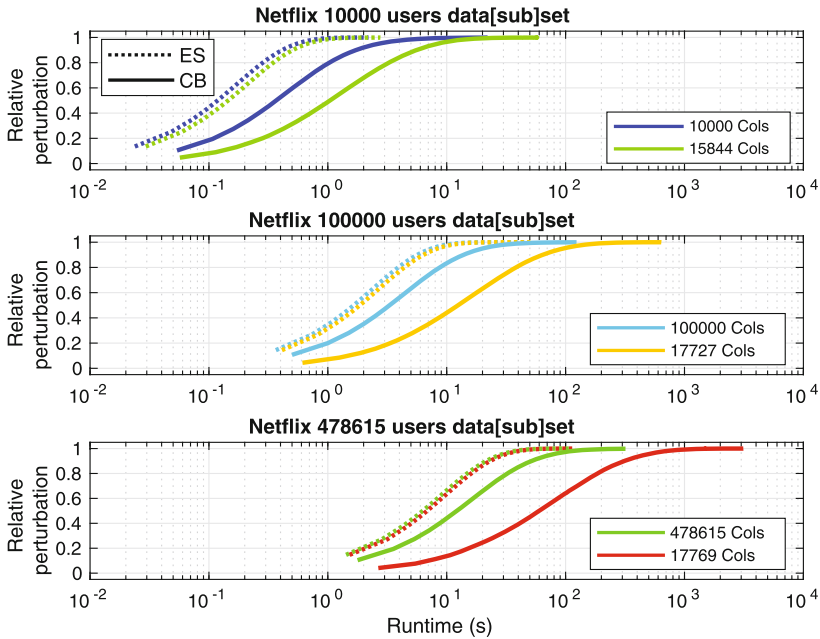 Netflix 10000 users data[sub]set
Relative perturbation
1
0.8
0.6
0.4
0.2
0
ES
CB
10000 Cols
15844 Cols
10^-2 10^-1 10^0 10^1 10^2 10^3 10^4
Netflix 100000 users data[sub]set
Relative perturbation
1
0.8
0.6
0.4
0.2
0
100000 Cols
17727 Cols
10^-2 10^-1 10^0 10^1 10^2 10^3 10^4
Netflix 478615 users data[sub]set
Relative perturbation
1
0.8
0.6
0.4
0.2
0
478615 Cols
17769 Cols
10^-2 10^-1 10^0 10^1 10^2 10^3 10^4
Runtime (s)